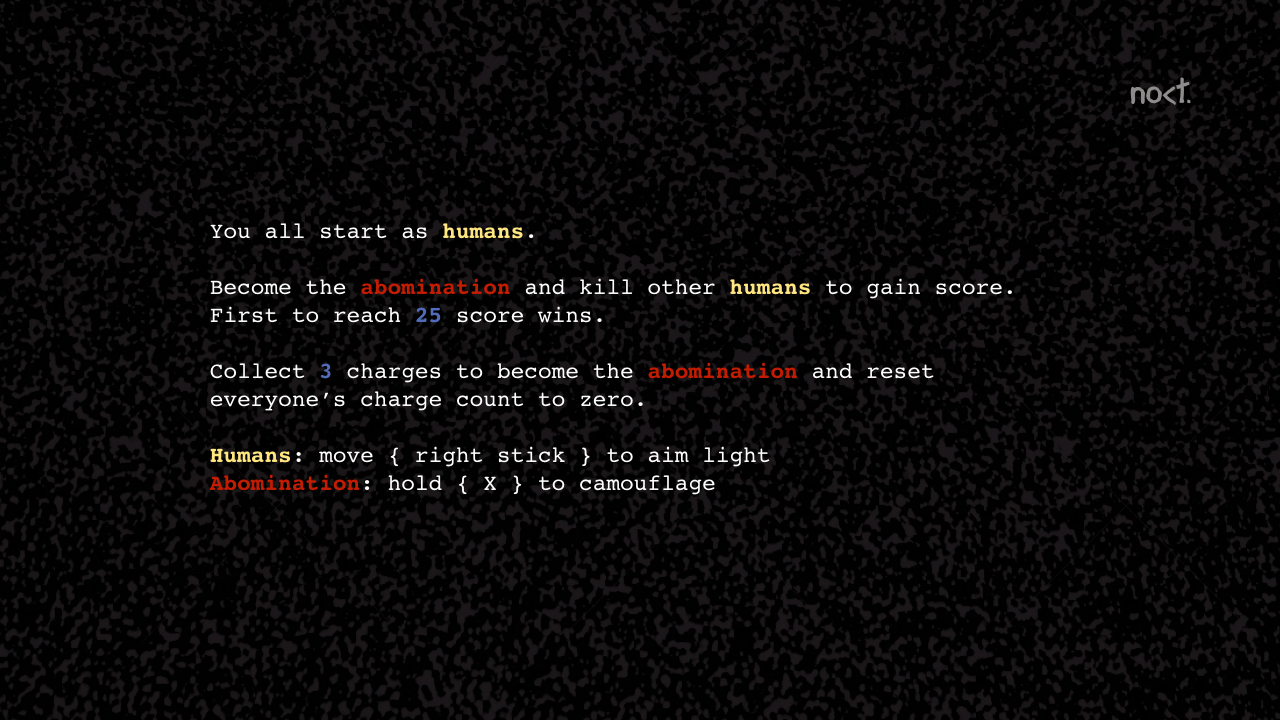 no<t.
You all start as humans.
Become the abomination and kill other humans to gain score.
First to reach 25 score wins.
Collect 3 charges to become the abomination and reset
everyone’s charge count to zero.
Humans: move { right stick } to aim light
Abomination: hold { X } to camouflage